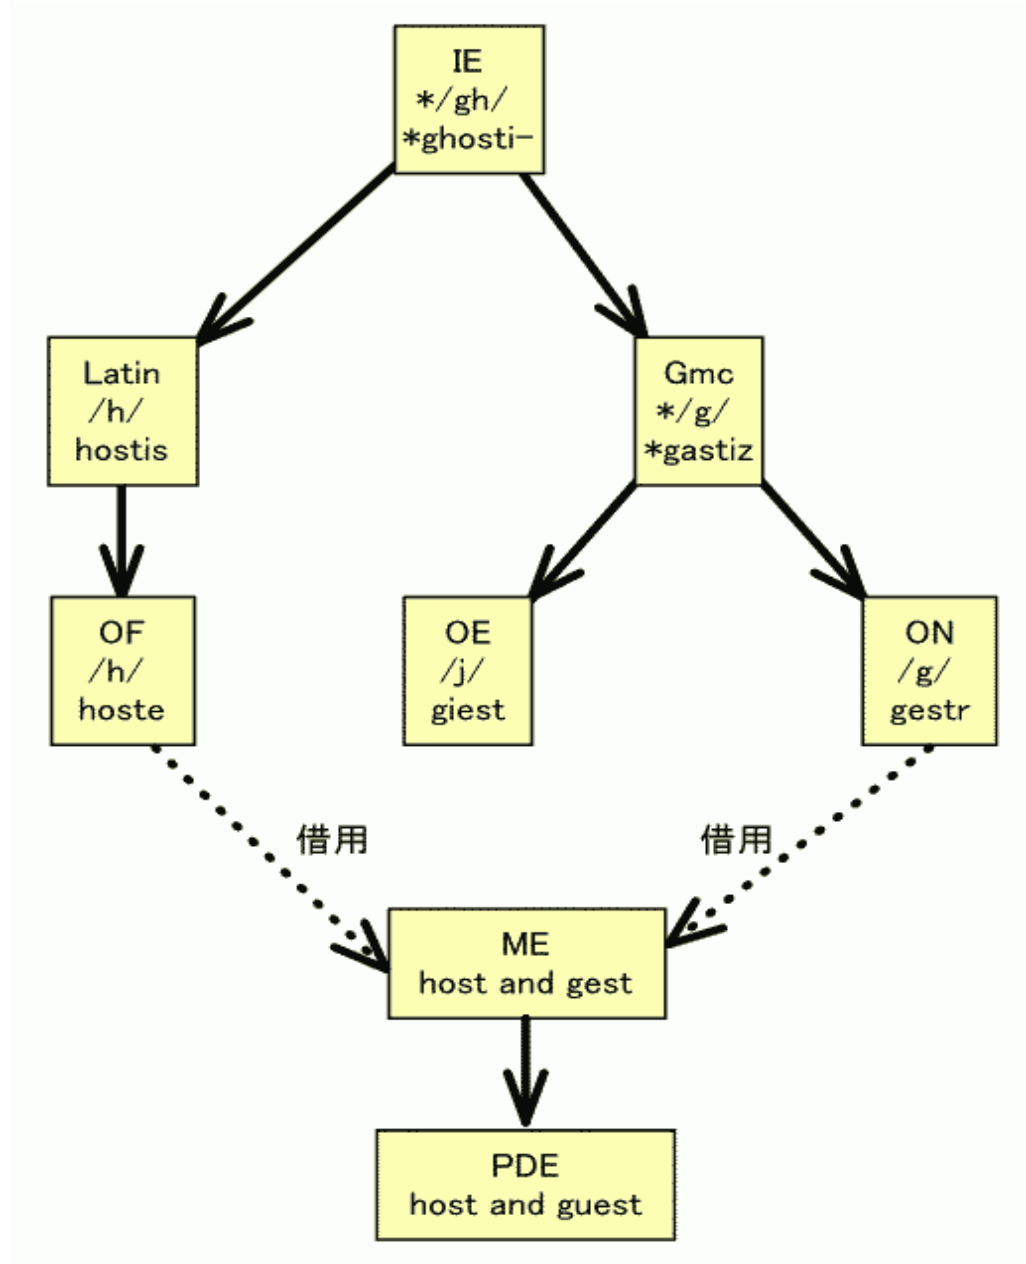 IE
*/gh/
*ghosti-
Latin
/h/
hostis
Gmc
*/g/
*gastiz
OF
/h/
hoste
OE
/j/
giest
ON
/g/
gestr
借用
借用
ME
host and gest
PDE
host and guest